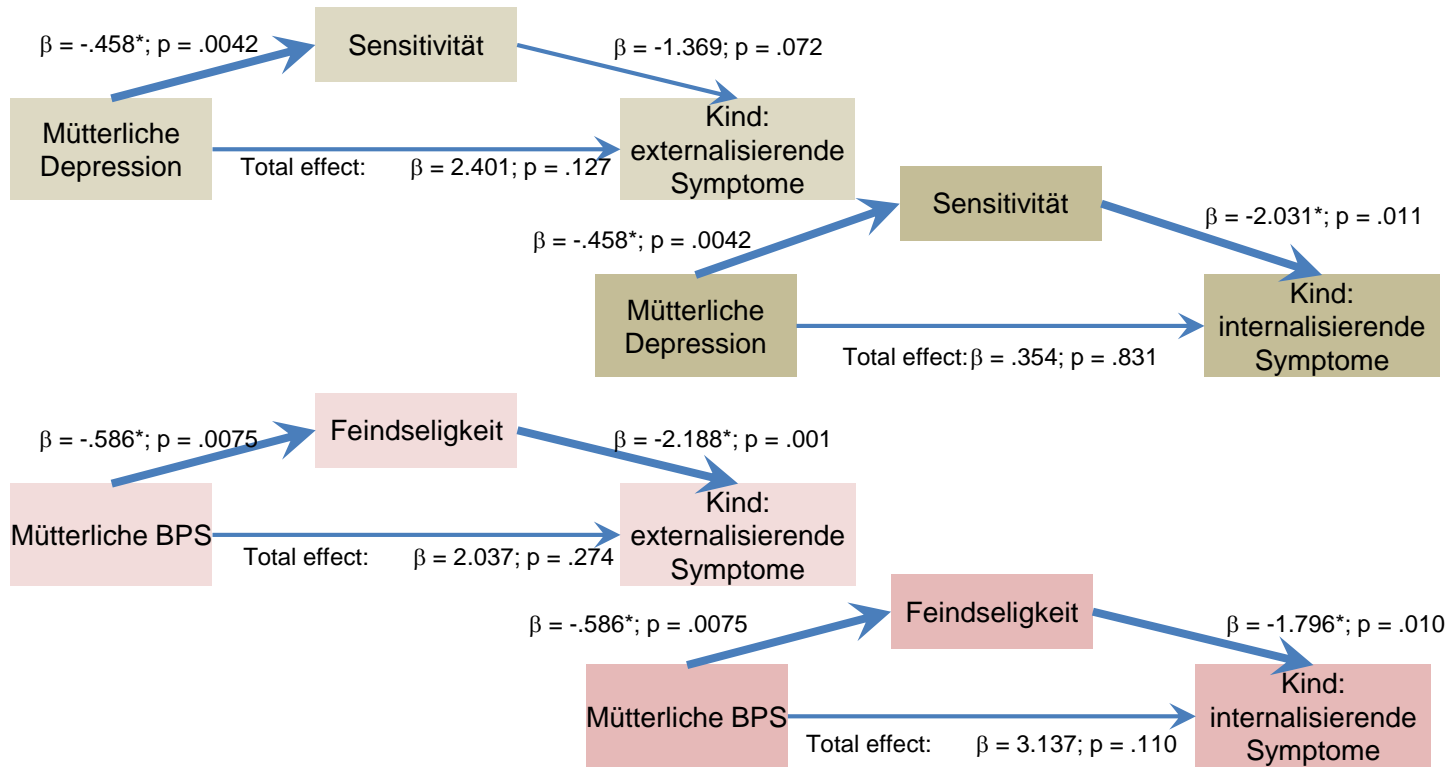 β = -.458*; p = .0042
Sensitivität
β = -1.369; p = .072
Mütterliche
Depression
Total effect: β = 2.401; p = .127
Kind:
externalisierende
Symptome
β = -.458*; p = .0042
Sensitivität
β = -2.031*; p = .011
Mütterliche
Depression
Total effect: β = .354; p = .831
Kind:
internalisierende
Symptome
β = -.586*; p = .0075
Feindseligkeit
β = -2.188*; p = .001
Mütterliche BPS
Total effect: β = 2.037; p = .274
Kind:
externalisierende
Symptome
β = -.586*; p = .0075
Feindseligkeit
β = -1.796*; p = .010
Mütterliche BPS
Total effect: β = 3.137; p = .110
Kind:
internalisierende
Symptome